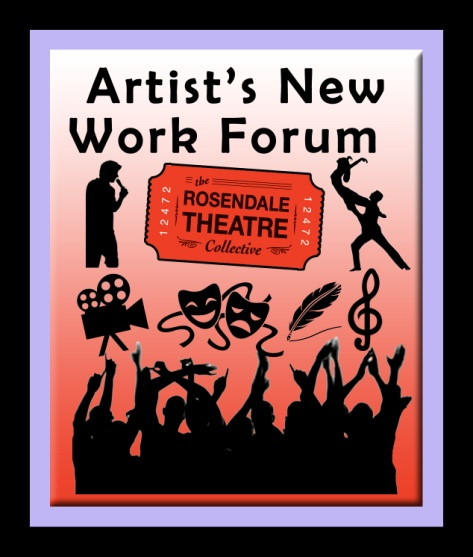 Artist's New
Work Forum
the
ROSENDALE
THEATRE
Collective
12472
12472